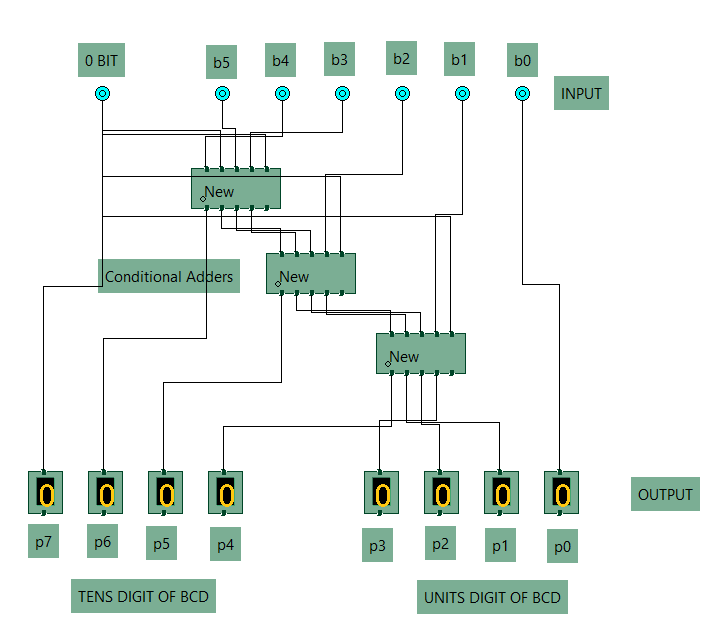 0 BIT b5 b4 b3 b2 b1 b0
INPUT
New
Conditional Adders New
New
0 0 0 0 0 0 0 0
OUTPUT
p7 p6 p5 p4 p3 p2 p1 p0
TENS DIGIT OF BCD UNITS DIGIT OF BCD